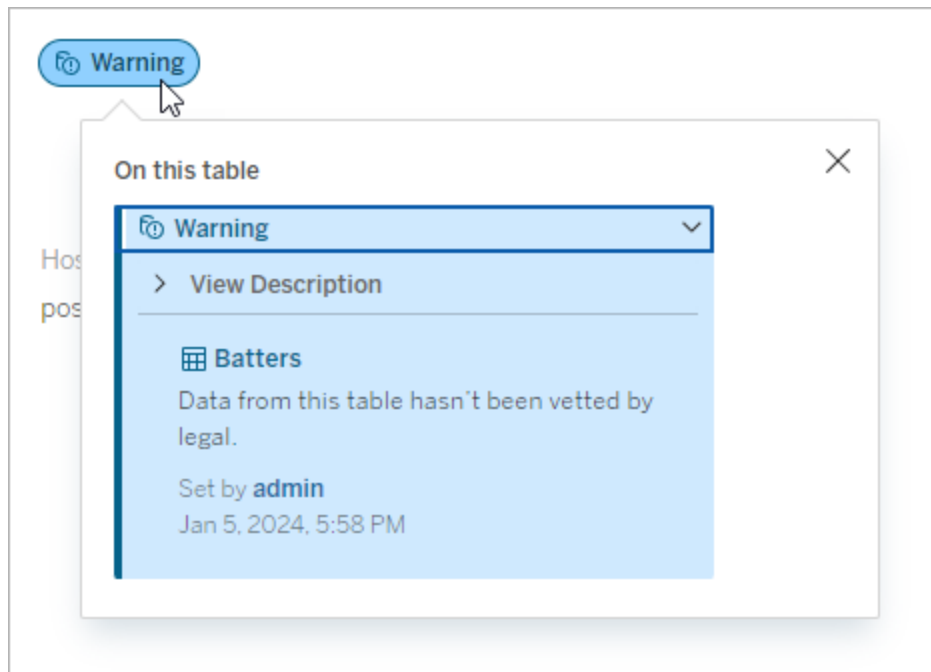 Warning
On this table
Warning
View Description
Batters
Data from this table hasn't been vetted by
legal.
Set by admin
Jan 5, 2024, 5:58 PM